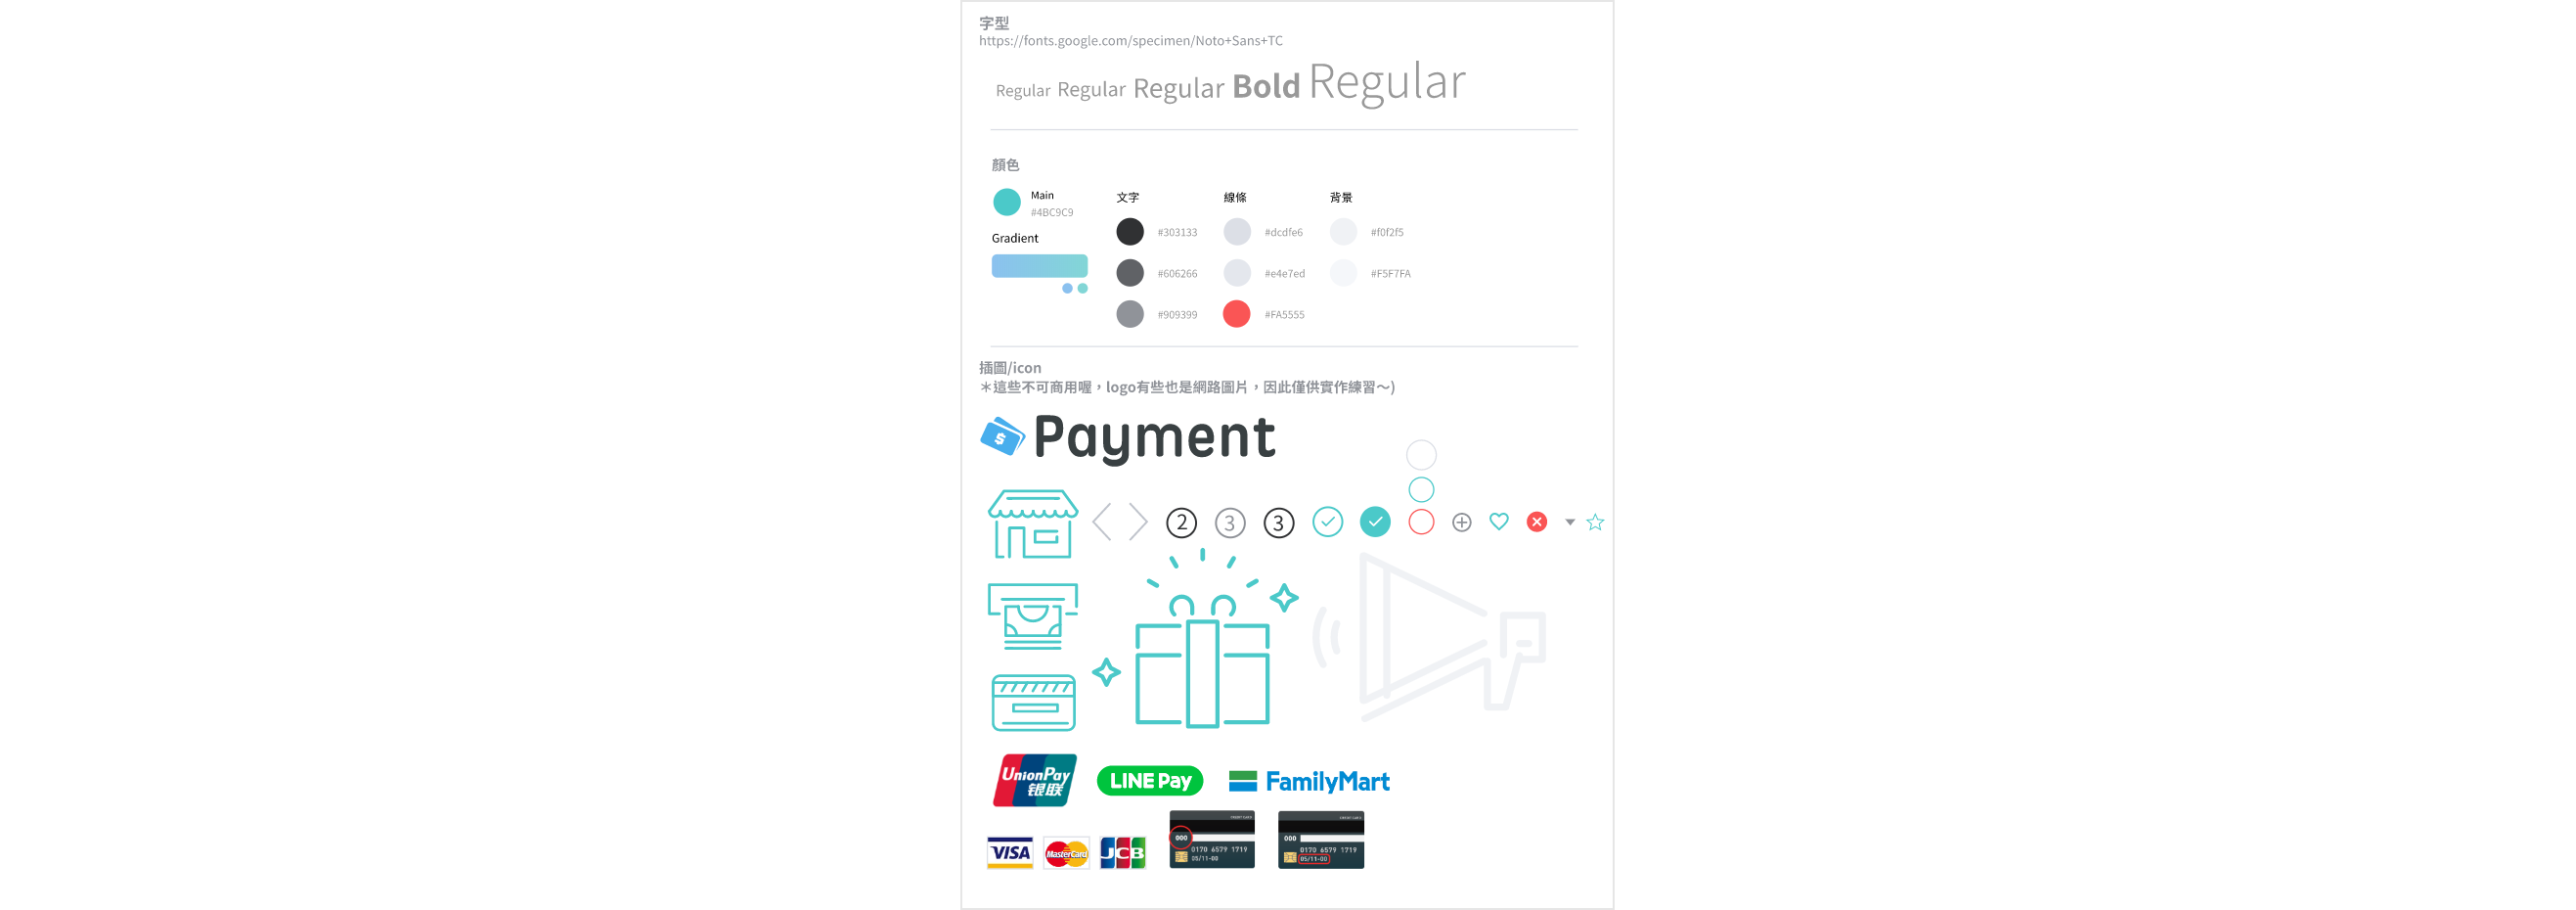 字型
https://fonts.google.com/specimen/Noto+Sans+TC
Regular Regular Regular Bold Regular
顏色
Main
#4BC9C9
Gradient
文字
#303133
#606266
#909399
線條
#dcdfe6
#e4e7ed
#FA5555
背景
#f0f2f5
#F5F7FA
插圖/icon
＊這些不可商用喔，logo有些也是網路圖片，因此僅供實作練習～)
$ Payment
2 3 3
UnionPay
银联
LINE Pay
FamilyMart
VISA MasterCard JCB
CREDIT CARD
000
0170 6579 1719
05/11-00
CREDIT CARD
000
0170 6579 1719
05/11-00